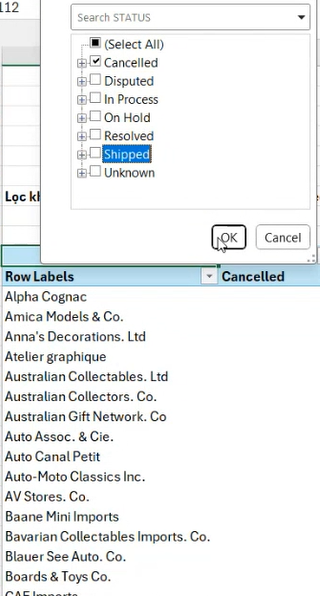 112
Search STATUS
(Select All)
Cancelled
Disputed
In Process
On Hold
Resolved
Shipped
Unknown
Lọc
OK Cancel
Row Labels Cancelled
Alpha Cognac
Amica Models & Co.
Anna's Decorations. Ltd
Atelier graphique
Australian Collectables. Ltd
Australian Collectors. Co.
Australian Gift Network. Co
Auto Assoc. & Cie.
Auto Canal Petit
Auto-Moto Classics Inc.
AV Stores. Co.
Baane Mini Imports
Bavarian Collectables Imports. Co.
Blauer See Auto. Co.
Boards & Toys Co.
CAF Imports